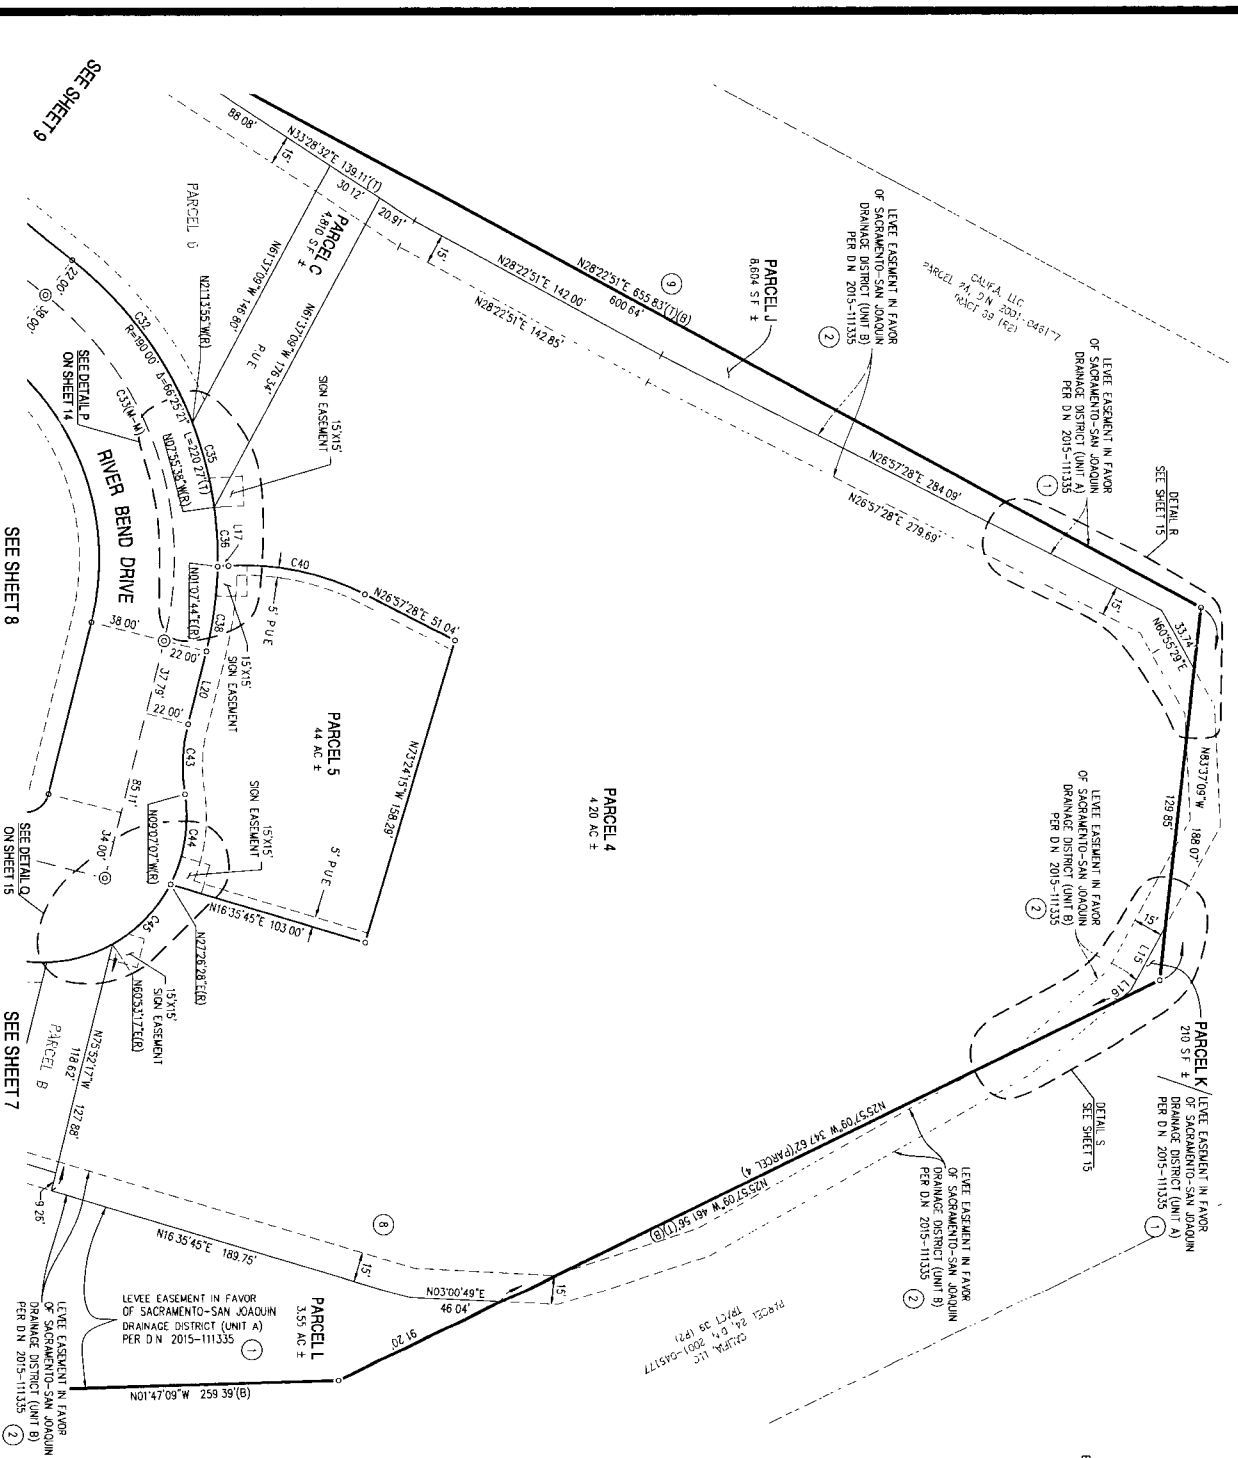 SEE SHEET 9
88 08'
15'
N33°28'32"E 139.11'(T)
30 12'
20.91'
15'
PARCEL C
4,810 SF ±
N61°37'09"W 146.80'
N61°37'09"W 176.34'
P.U.E
PARCEL G
N21°13'55"W(R)
22.00'
38.00'
C32
R=190 00' Δ=66°25'21" L=220 27'(T)
C33(M-M)
SEE DETAIL P
ON SHEET 14
N07°55'38"W(R)
C35
15'X15'
SIGN EASEMENT
L17
C36
RIVER BEND DRIVE
N28°22'51"E 142.00'
N28°22'51"E 142.85'
9
N28°22'51"E 655.83'(T)(B)
600 64'
PARCEL J
8,604 SF ±
LEVEE EASEMENT IN FAVOR
OF SACRAMENTO-SAN JOAQUIN
DRAINAGE DISTRICT (UNIT B)
PER D N 2015-111335
2
CALIFIA, LLC
PARCEL 24, D N 2001-045177
TRACT 39 (R2)
LEVEE EASEMENT IN FAVOR
OF SACRAMENTO-SAN JOAQUIN
DRAINAGE DISTRICT (UNIT A)
PER D N 2015-111335
1
N26°57'28"E 284 09'
N26°57'28"E 279.69'
DETAIL R
SEE SHEET 15
15'
33.74'
N60°55'29"E
N83°37'09"W 188 07'
129.85'
LEVEE EASEMENT IN FAVOR
OF SACRAMENTO-SAN JOAQUIN
DRAINAGE DISTRICT (UNIT B)
PER D N 2015-111335
2
15'
L15
L16
PARCEL K
210 S F ±
LEVEE EASEMENT IN FAVOR
OF SACRAMENTO-SAN JOAQUIN
DRAINAGE DISTRICT (UNIT A)
PER D N 2015-111335
1
DETAIL S
SEE SHEET 15
C40
N26°57'28"E 51.04'
5' PUE
N01°07'44"E(R)
C38
15'X15'
SIGN EASEMENT
38 00'
22 00'
L20
37.79'
22 00'
C43
PARCEL 5
44 AC ±
N73°24'15"W 158.29'
PARCEL 4
4 20 AC ±
15'X15'
SIGN EASEMENT
5' PUE
85.11'
N09°07'07"W(R)
C44
34 00'
SEE DETAIL Q
ON SHEET 15
N16°35'45"E 103 00'
N27°26'28"E(R)
C45
15'X15'
SIGN EASEMENT
N60°53'17"E(R)
SEE SHEET 8
SEE SHEET 7
PARCEL B
N75°52'17"W 127 88'
118.62'
9 26'
N25°57'09"W 347 62'(PARCEL 4)
N25°57'09"W 461 56'(T)(B)
LEVEE EASEMENT IN FAVOR
OF SACRAMENTO-SAN JOAQUIN
DRAINAGE DISTRICT (UNIT B)
PER D N 2015-111335
2
CALIFIA, LLC
PARCEL 24, D N 2001-045177
TRACT 39 (R2)
8
N16 35'45"E 189.75'
15'
N03°00'49"E
46 04'
15'
91 20'
PARCEL L
3.55 AC ±
LEVEE EASEMENT IN FAVOR
OF SACRAMENTO-SAN JOAQUIN
DRAINAGE DISTRICT (UNIT A)
PER D N 2015-111335
1
N01°47'09"W 259 39'(B)
LEVEE EASEMENT IN FAVOR
OF SACRAMENTO-SAN JOAQUIN
DRAINAGE DISTRICT (UNIT B)
PER D N 2015-111335
2